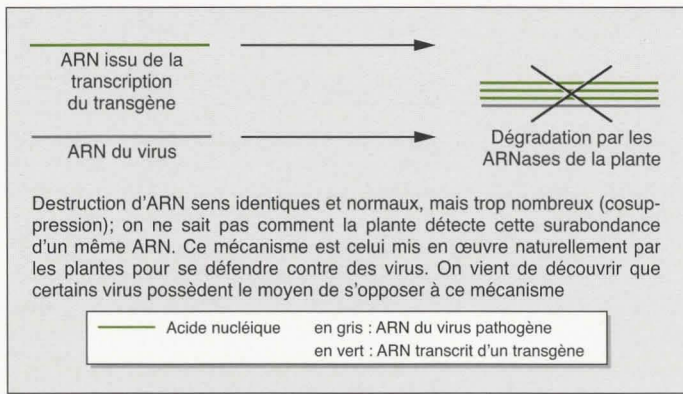 ARN issu de la
transcription
du transgène
ARN du virus
Dégradation par les
ARNases de la plante
Destruction d'ARN sens identiques et normaux, mais trop nombreux (cosup-
pression); on ne sait pas comment la plante détecte cette surabondance
d'un même ARN. Ce mécanisme est celui mis en œuvre naturellement par
les plantes pour se défendre contre des virus. On vient de découvrir que
certains virus possèdent le moyen de s'opposer à ce mécanisme
Acide nucléique en gris : ARN du virus pathogène
en vert : ARN transcrit d'un transgène